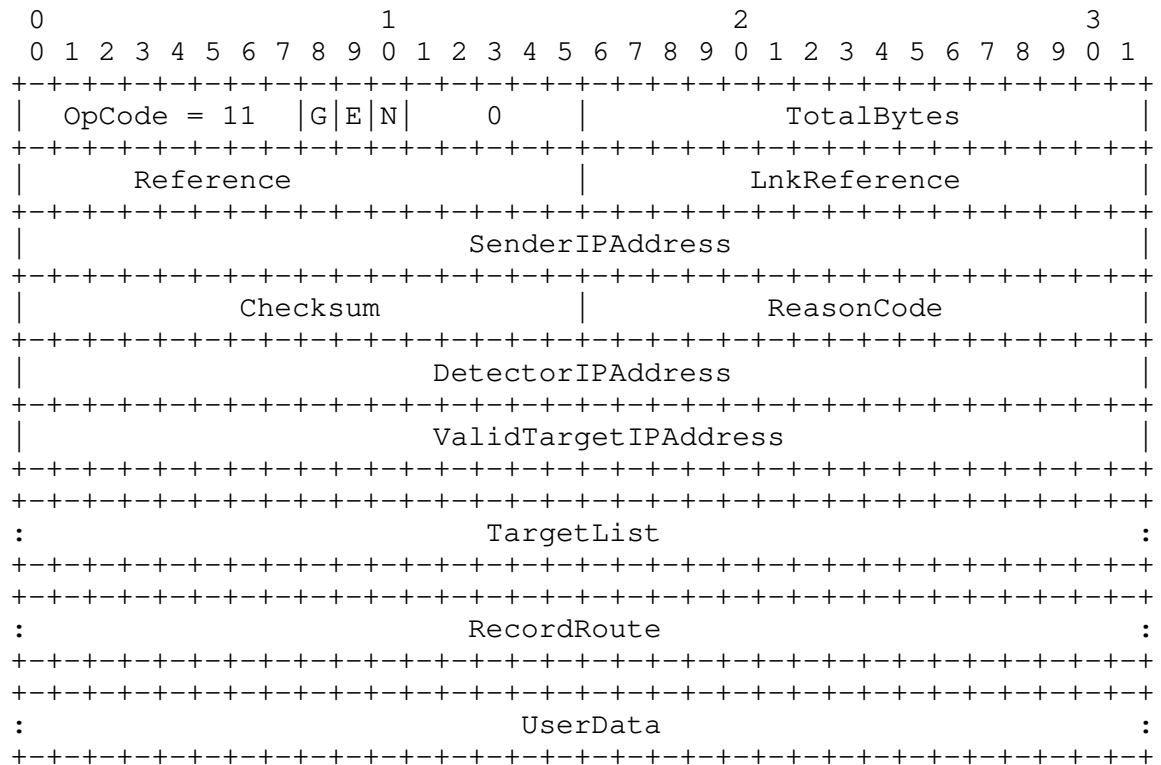 0                   1                   2                   3
 0 1 2 3 4 5 6 7 8 9 0 1 2 3 4 5 6 7 8 9 0 1 2 3 4 5 6 7 8 9 0 1
+-+-+-+-+-+-+-+-+-+-+-+-+-+-+-+-+-+-+-+-+-+-+-+-+-+-+-+-+-+-+-+-+
|  OpCode = 11  |G|E|N|    0    |           TotalBytes          |
+-+-+-+-+-+-+-+-+-+-+-+-+-+-+-+-+-+-+-+-+-+-+-+-+-+-+-+-+-+-+-+-+
|      Reference                |         LnkReference          |
+-+-+-+-+-+-+-+-+-+-+-+-+-+-+-+-+-+-+-+-+-+-+-+-+-+-+-+-+-+-+-+-+
|                         SenderIPAddress                       |
+-+-+-+-+-+-+-+-+-+-+-+-+-+-+-+-+-+-+-+-+-+-+-+-+-+-+-+-+-+-+-+-+
|            Checksum           |          ReasonCode           |
+-+-+-+-+-+-+-+-+-+-+-+-+-+-+-+-+-+-+-+-+-+-+-+-+-+-+-+-+-+-+-+-+
|                       DetectorIPAddress                       |
+-+-+-+-+-+-+-+-+-+-+-+-+-+-+-+-+-+-+-+-+-+-+-+-+-+-+-+-+-+-+-+-+
|                       ValidTargetIPAddress                    |
+-+-+-+-+-+-+-+-+-+-+-+-+-+-+-+-+-+-+-+-+-+-+-+-+-+-+-+-+-+-+-+-+
+-+-+-+-+-+-+-+-+-+-+-+-+-+-+-+-+-+-+-+-+-+-+-+-+-+-+-+-+-+-+-+-+
:                          TargetList                           :
+-+-+-+-+-+-+-+-+-+-+-+-+-+-+-+-+-+-+-+-+-+-+-+-+-+-+-+-+-+-+-+-+
+-+-+-+-+-+-+-+-+-+-+-+-+-+-+-+-+-+-+-+-+-+-+-+-+-+-+-+-+-+-+-+-+
:                         RecordRoute                           :
+-+-+-+-+-+-+-+-+-+-+-+-+-+-+-+-+-+-+-+-+-+-+-+-+-+-+-+-+-+-+-+-+
+-+-+-+-+-+-+-+-+-+-+-+-+-+-+-+-+-+-+-+-+-+-+-+-+-+-+-+-+-+-+-+-+
:                            UserData                           :
+-+-+-+-+-+-+-+-+-+-+-+-+-+-+-+-+-+-+-+-+-+-+-+-+-+-+-+-+-+-+-+-+